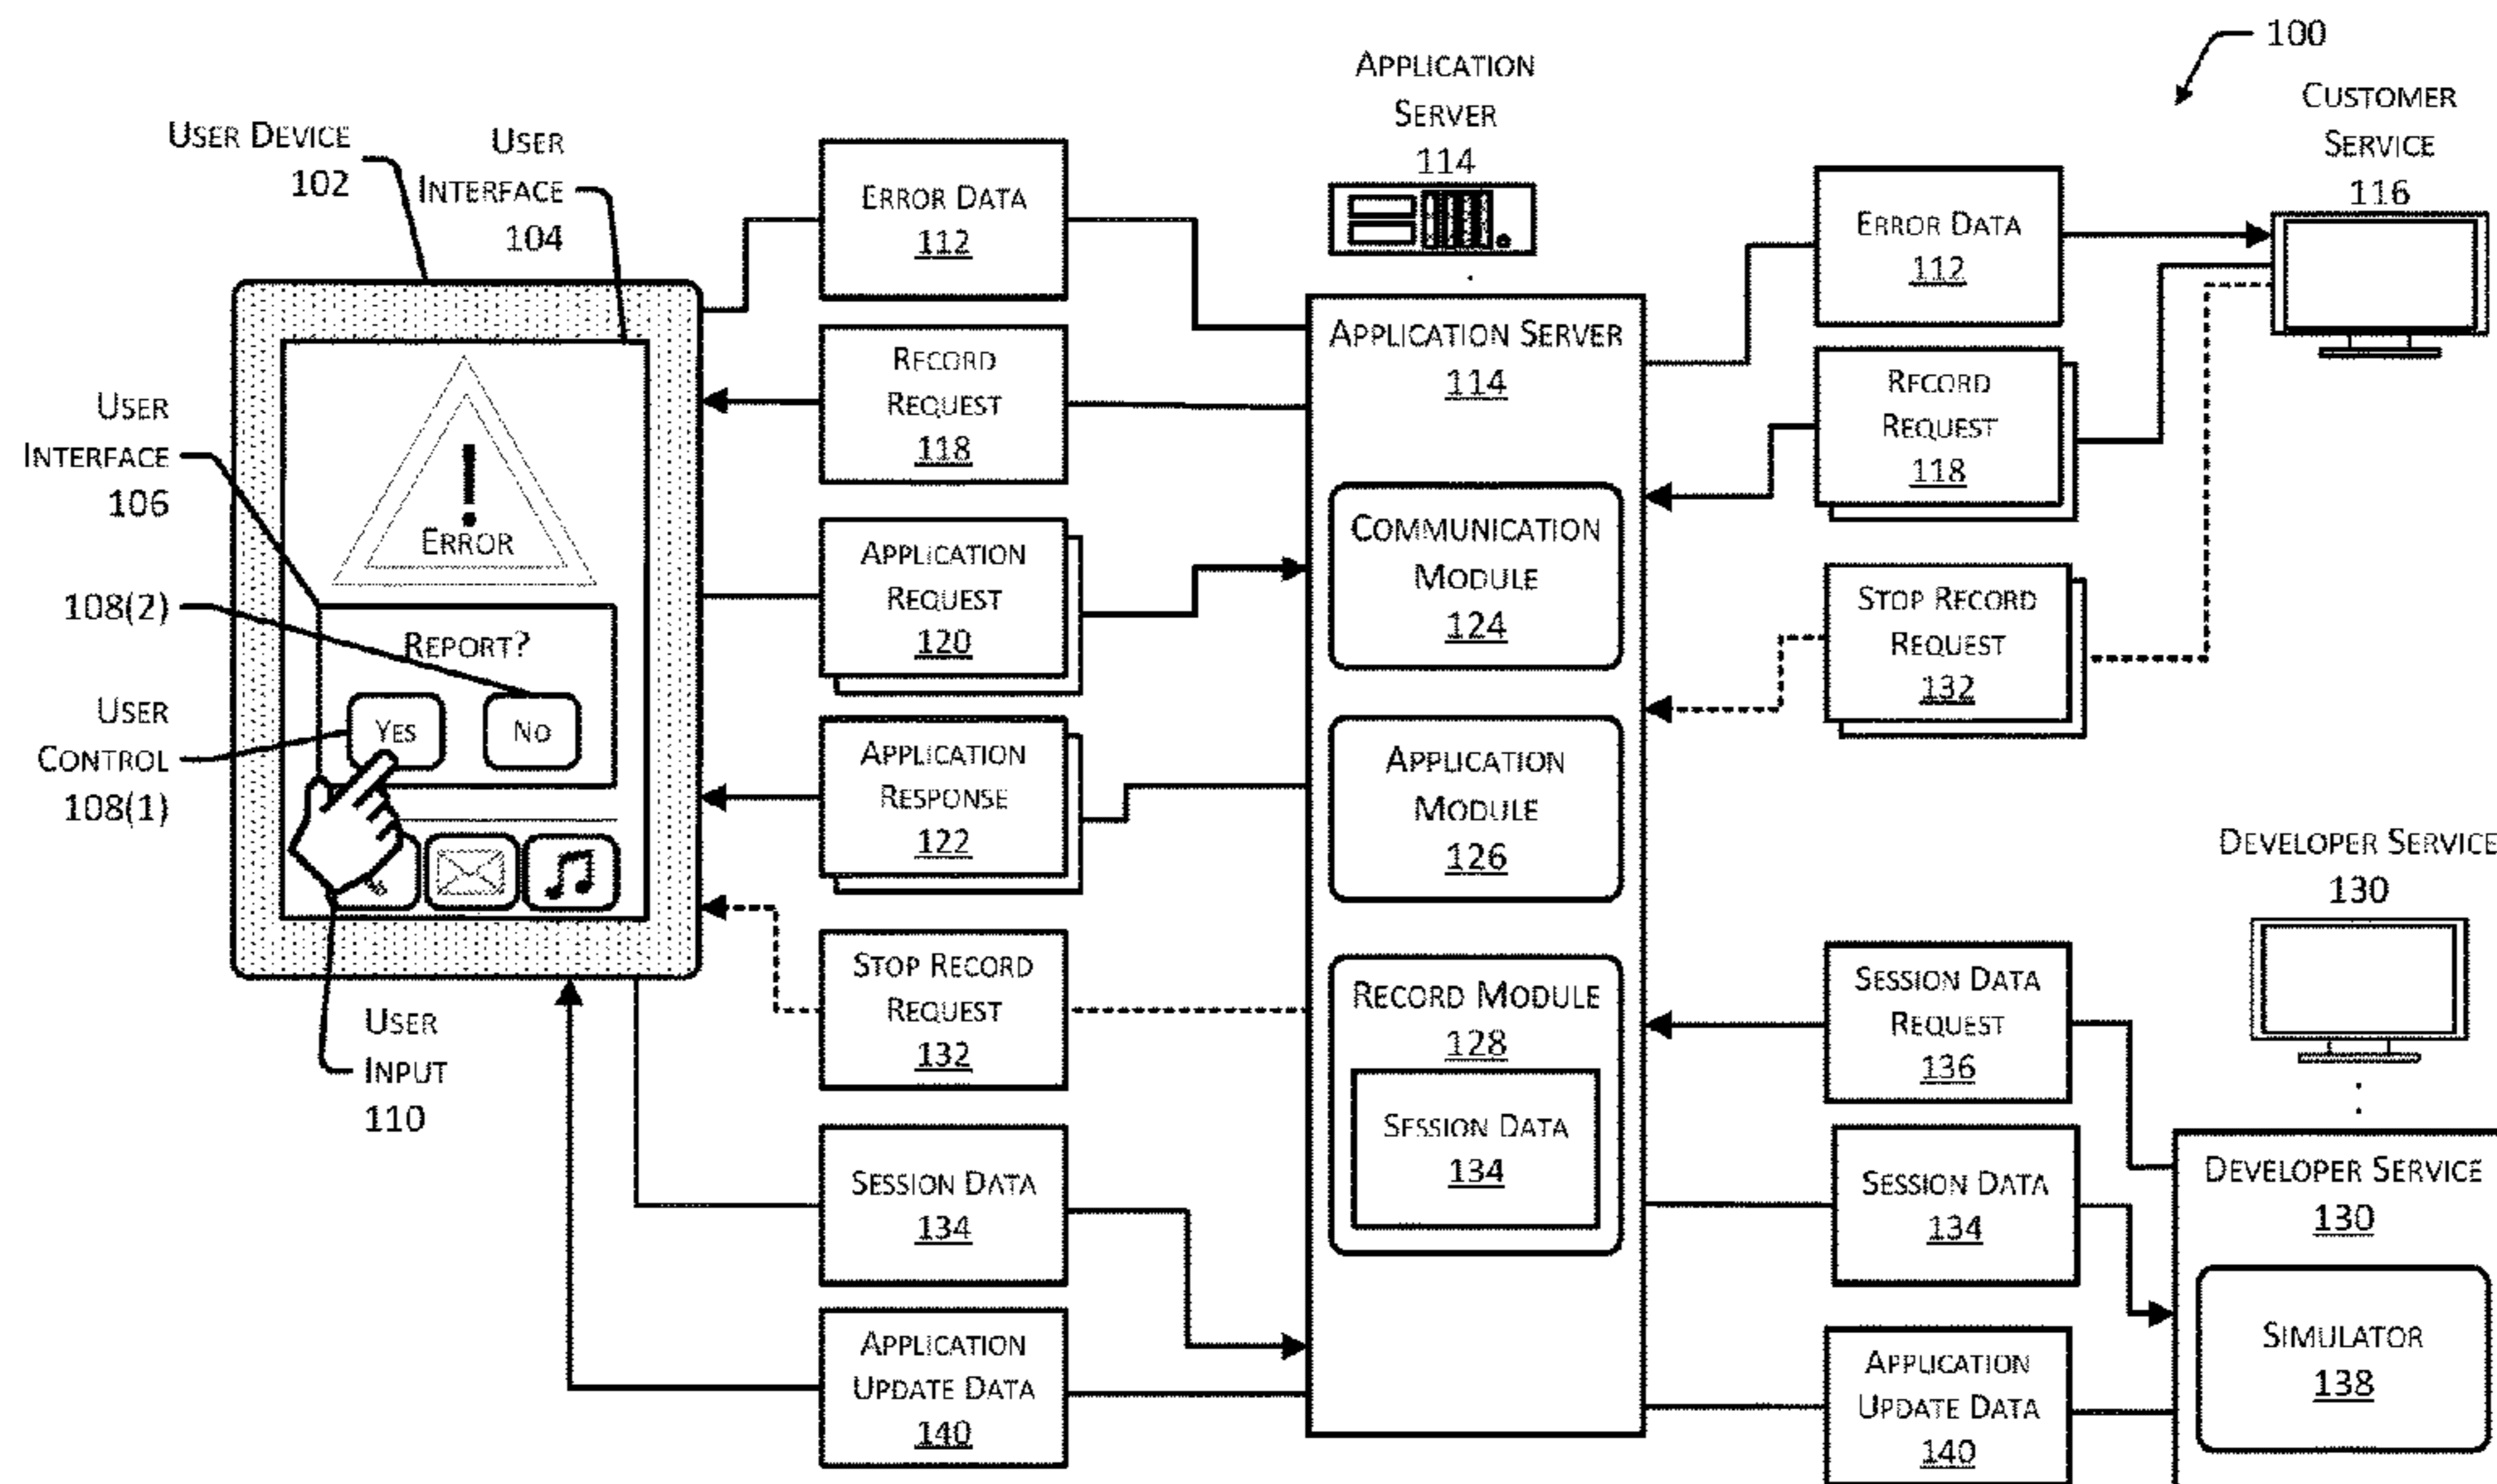 100
APPLICATION
SERVER
114
CUSTOMER
SERVICE
116
USER DEVICE
102
USER
INTERFACE
104
ERROR DATA
112
ERROR DATA
112
USER
INTERFACE
106
ERROR
RECORD
REQUEST
118
APPLICATION SERVER
114
RECORD
REQUEST
118
108(2)
REPORT?
YES
NO
USER
CONTROL
108(1)
APPLICATION
REQUEST
120
COMMUNICATION
MODULE
124
STOP RECORD
REQUEST
132
APPLICATION
RESPONSE
122
APPLICATION
MODULE
126
DEVELOPER SERVICE
130
STOP RECORD
REQUEST
132
USER
INPUT
110
RECORD MODULE
128
SESSION DATA
134
SESSION DATA
REQUEST
136
SESSION DATA
134
SESSION DATA
134
DEVELOPER SERVICE
130
SIMULATOR
138
APPLICATION
UPDATE DATA
140
APPLICATION
UPDATE DATA
140